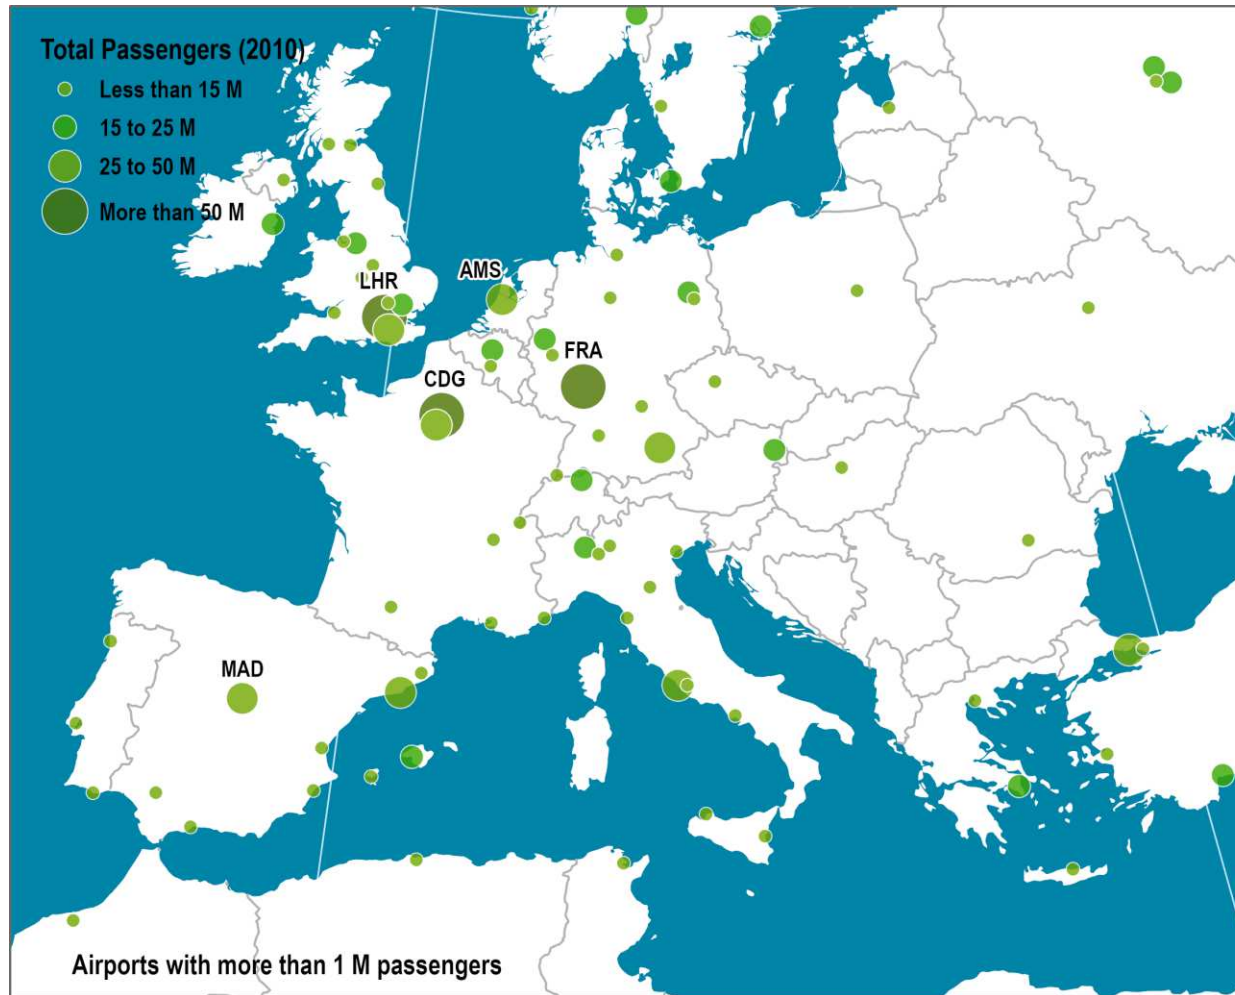 Total Passengers (2010)
Less than 15 M
15 to 25 M
25 to 50 M
More than 50 M
AMS
LHR
FRA
CDG
MAD
Airports with more than 1 M passengers